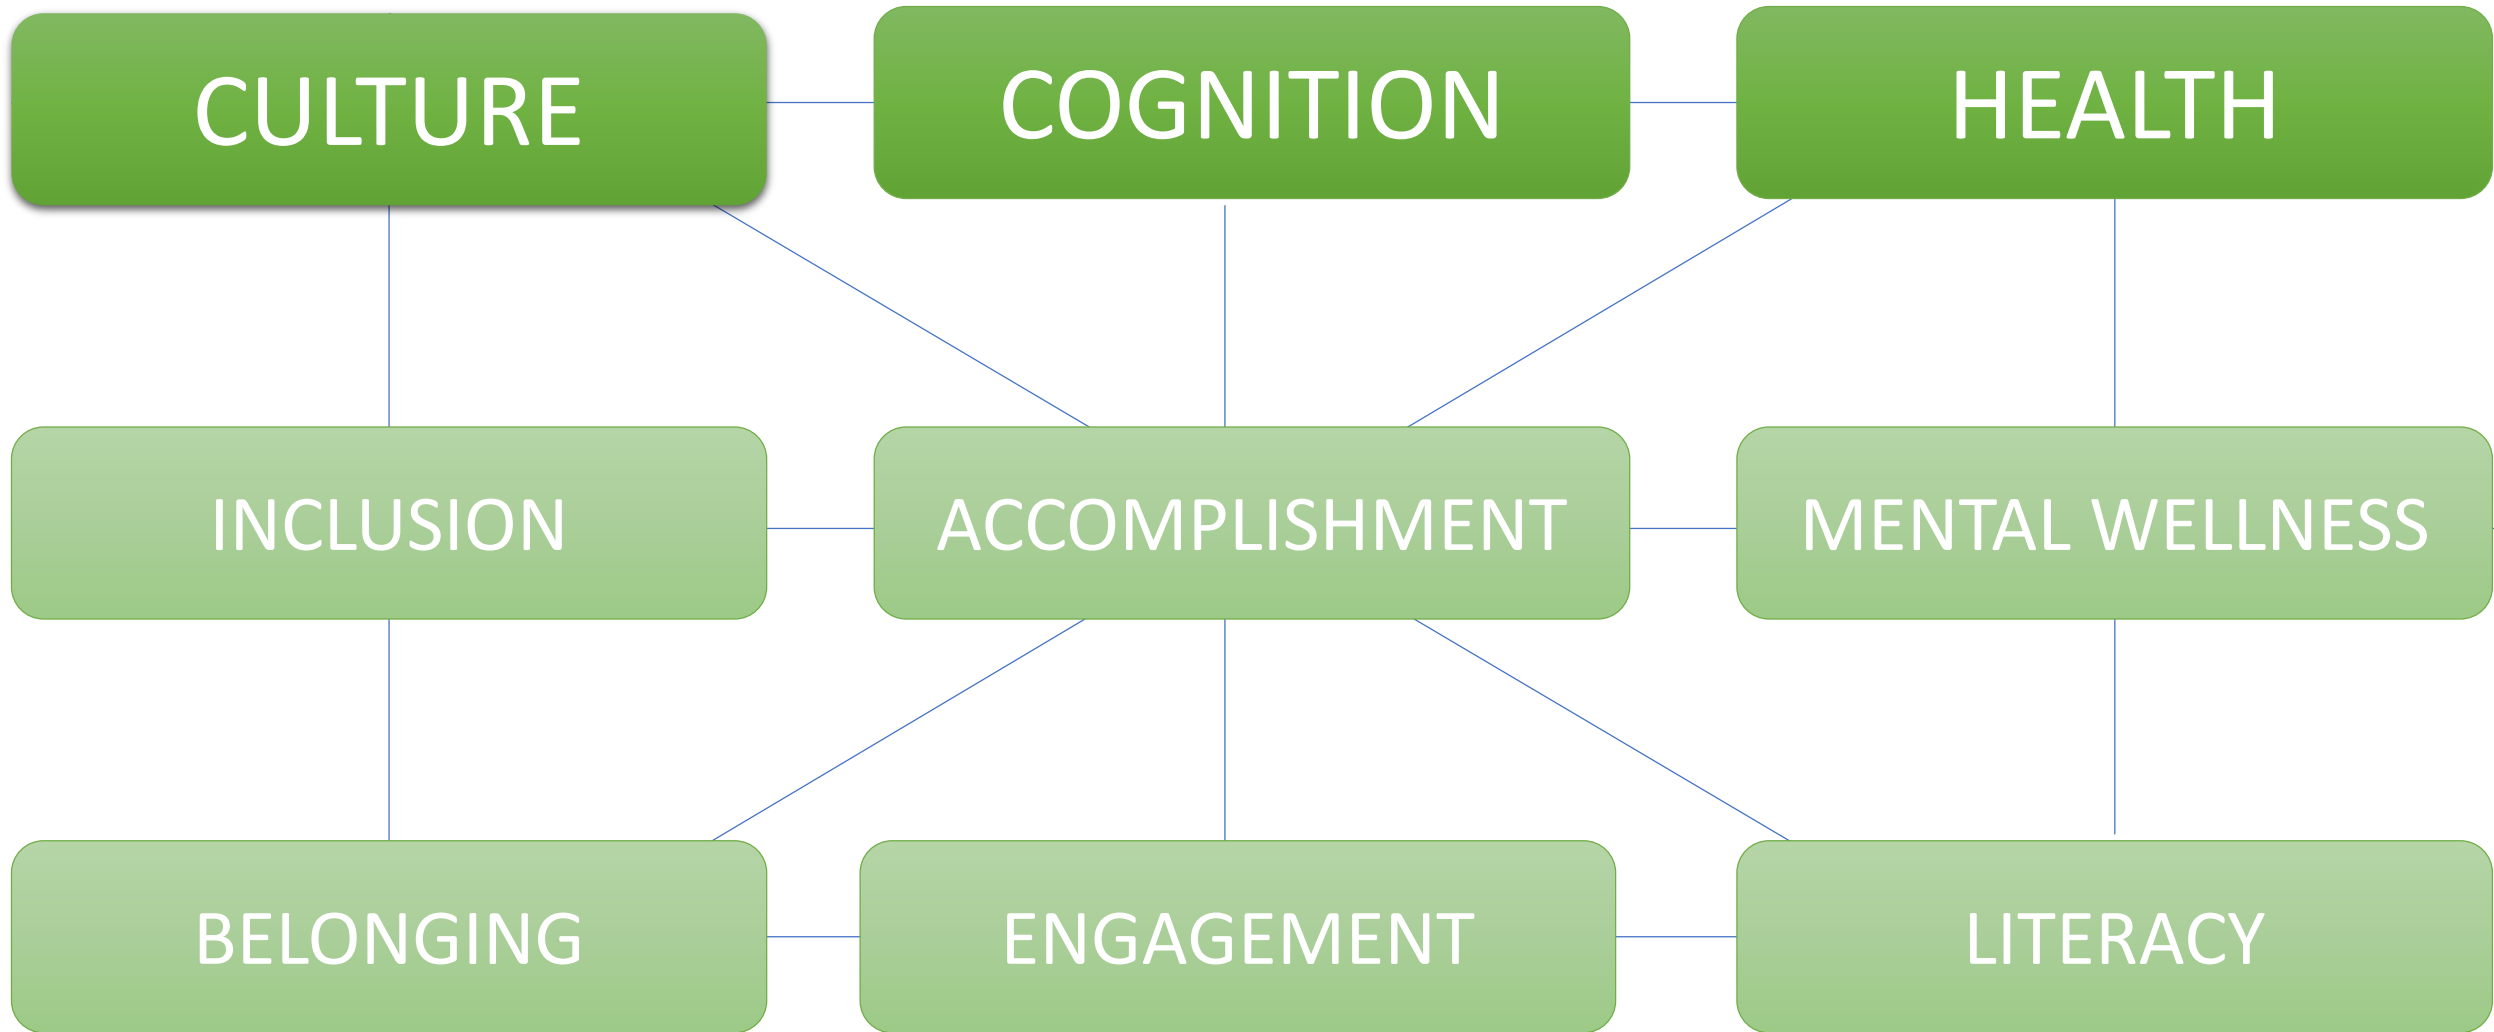 CULTURE
COGNITION
HEALTH
INCLUSION
ACCOMPLISHMENT
MENTAL WELLNESS
BELONGING
ENGAGEMENT
LITERACY